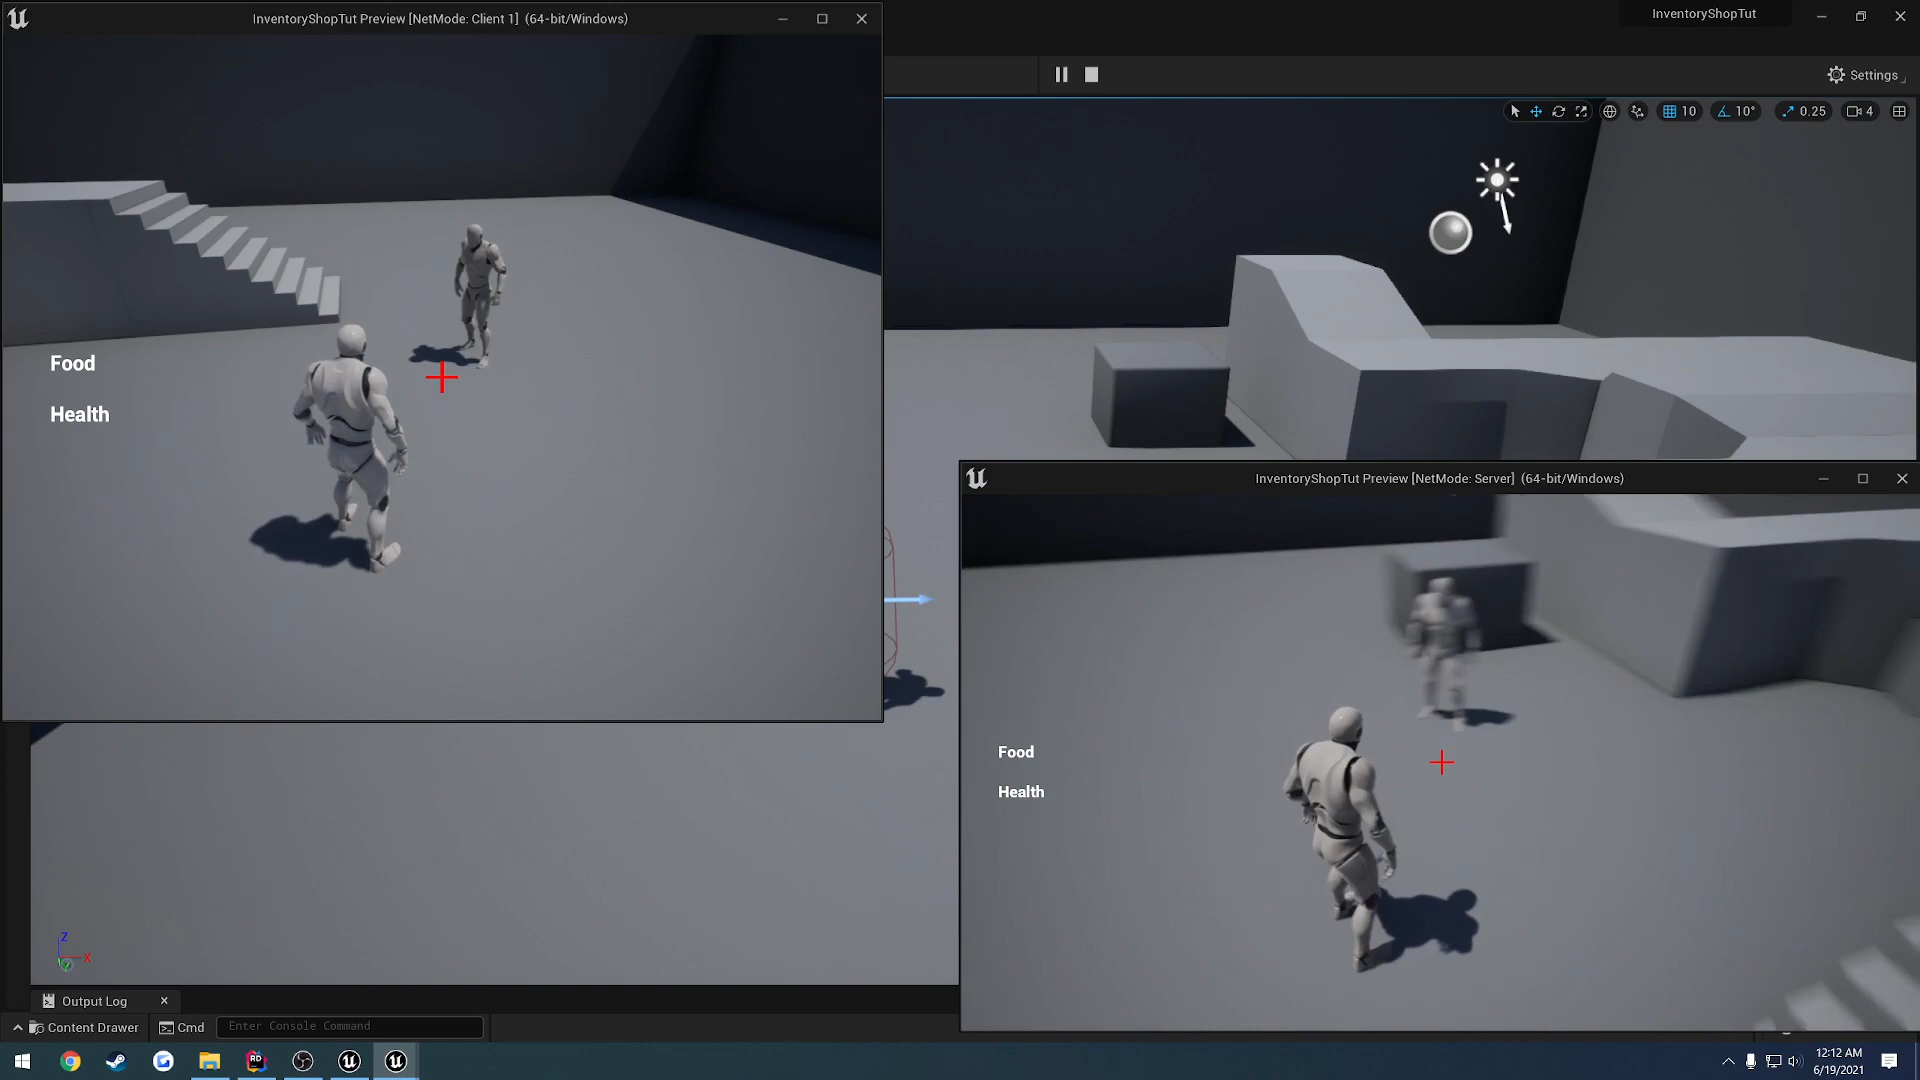 InventoryShopTut Preview [NetMode: Client 1] (64-bit/Windows)
InventoryShopTut
Settings
10
10°
0.25
4
Food
Health
InventoryShopTut Preview [NetMode: Server] (64-bit/Windows)
Food
Health
Z
X
Y
Output Log
Content Drawer
Cmd
Enter Console Command
RD
12:12 AM
6/19/2021